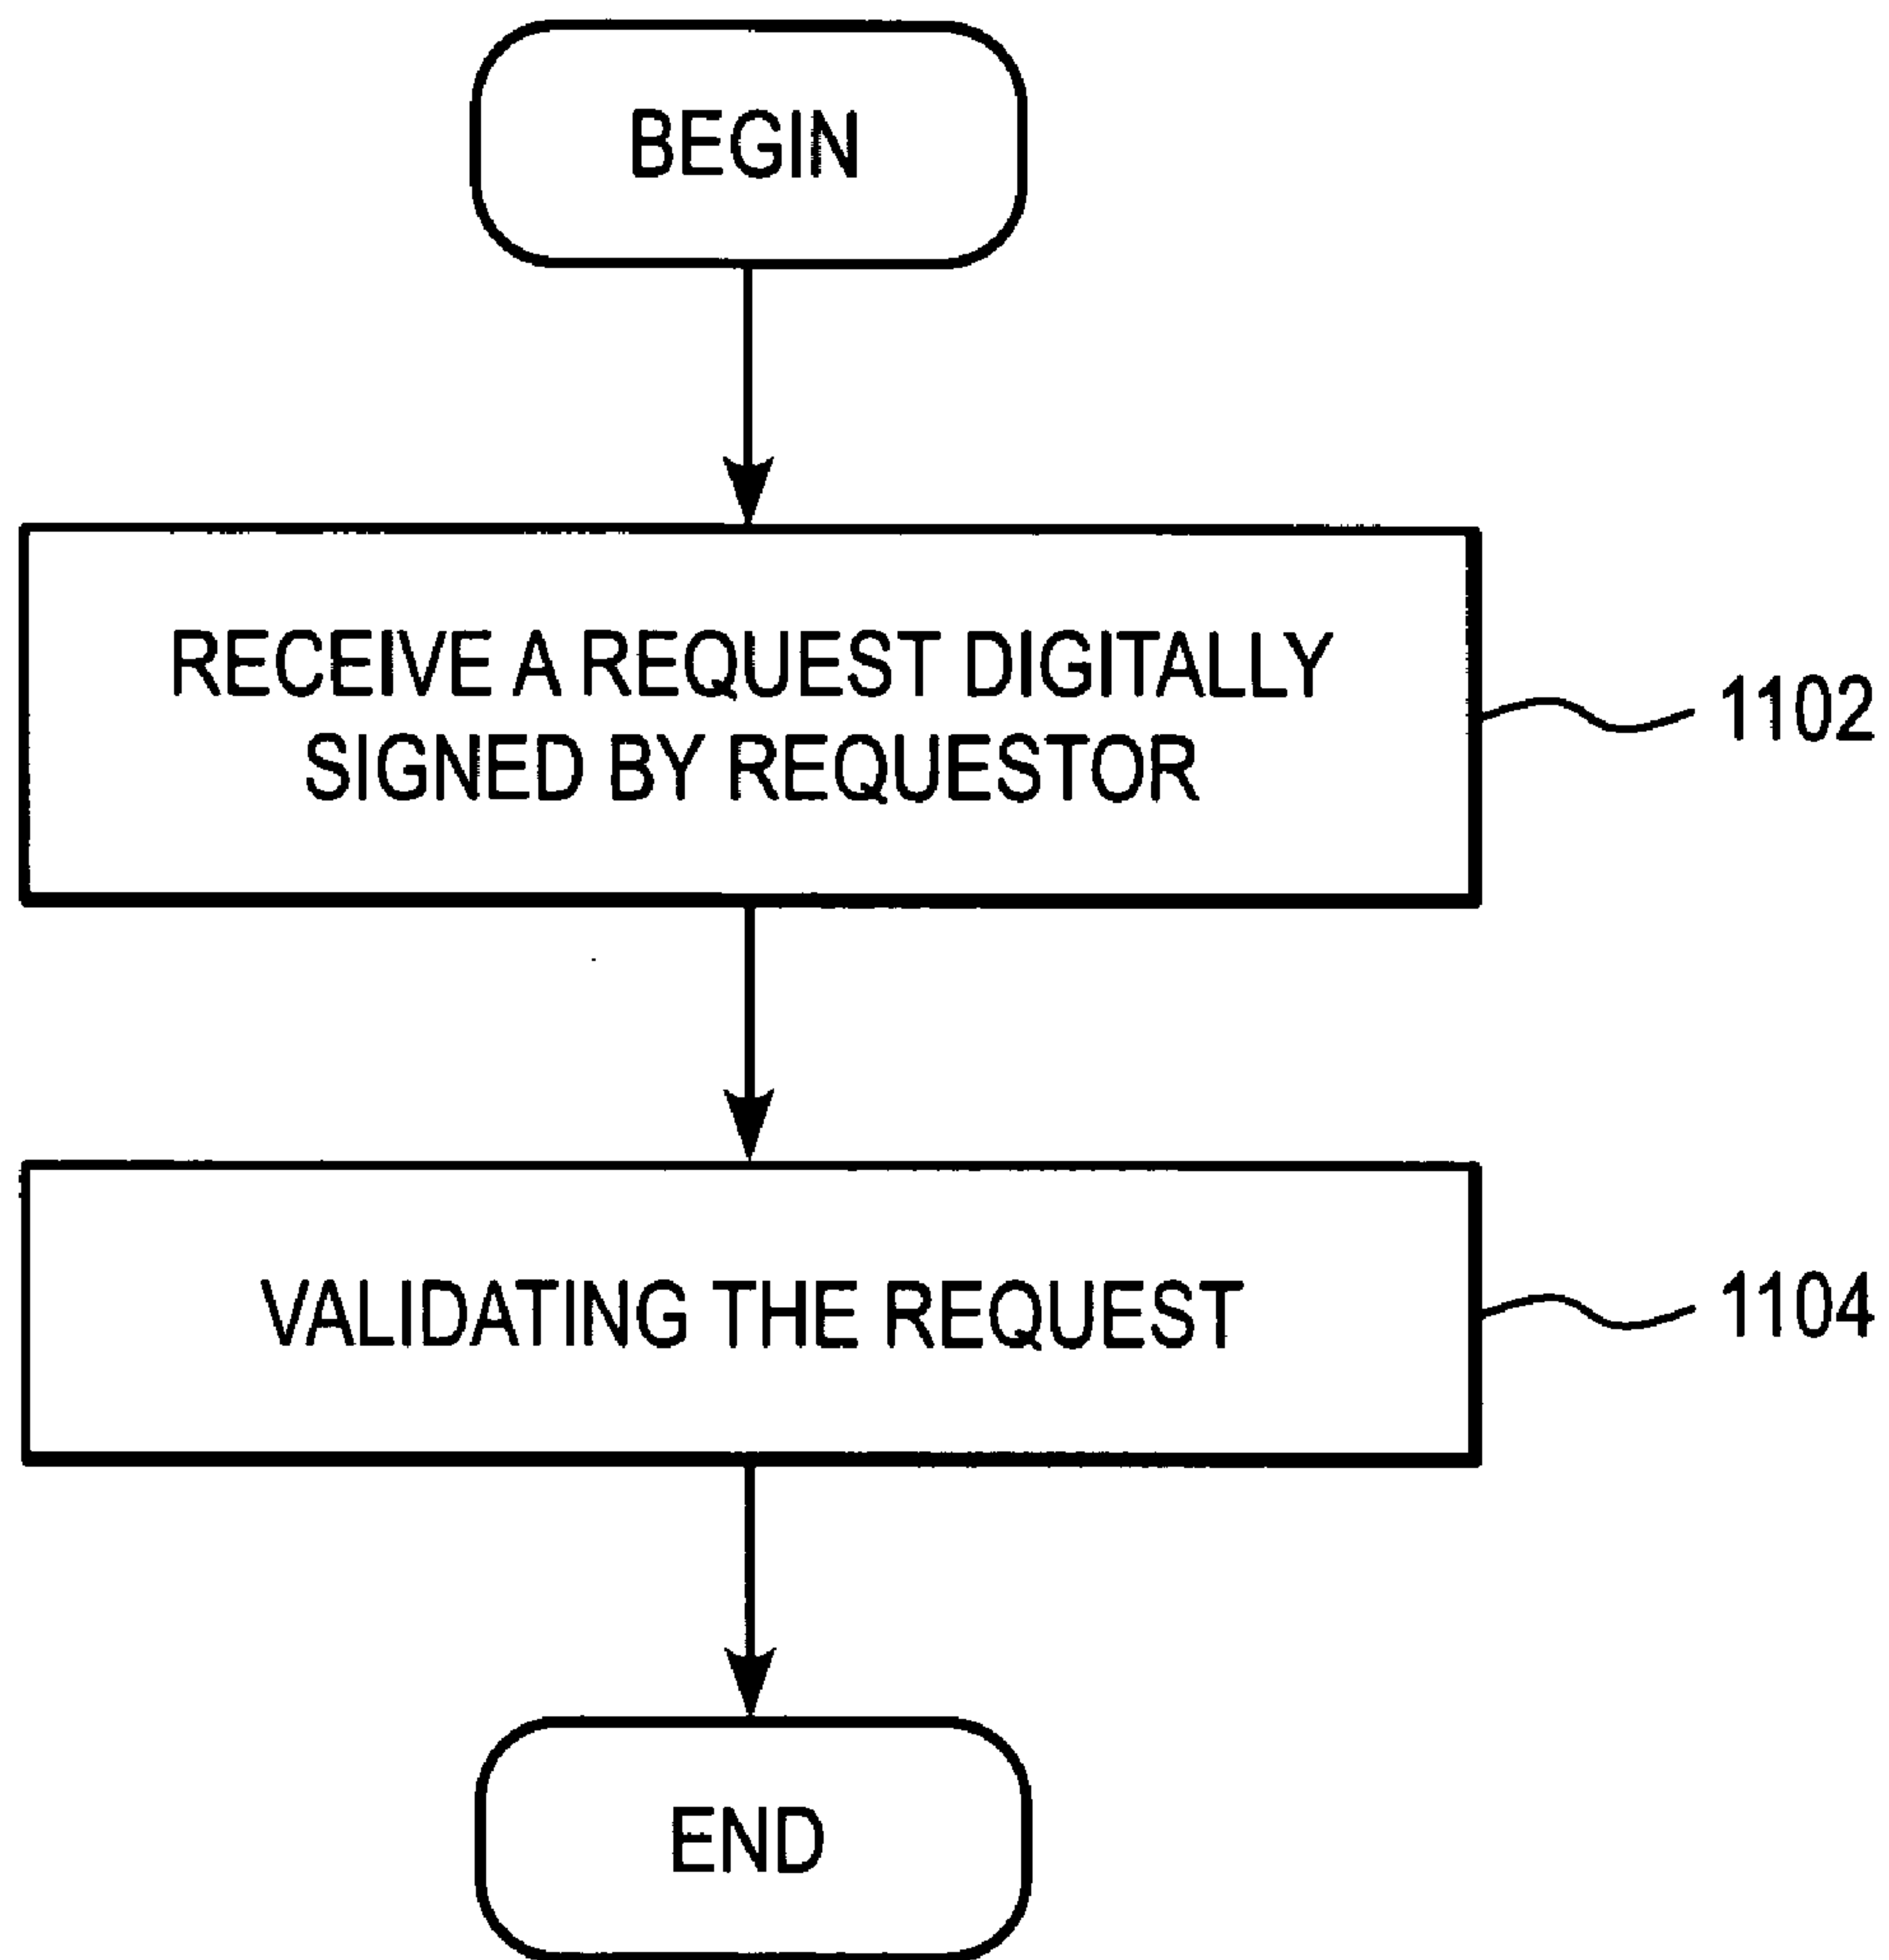 BEGIN
RECEIVE A REQUEST DIGITALLY
SIGNED BY REQUESTOR
1102
VALIDATING THE REQUEST
1104
END